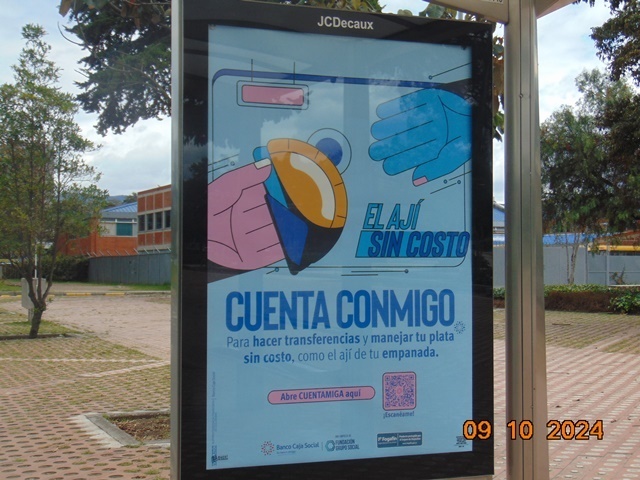 JCDecaux
EL AJÍ
SIN COSTO
CUENTA CONMIGO
Para hacer transferencias y manejar tu plata
sin costo, como el ají de tu empanada.
Abre CUENTAMIGA aquí
¡Escanéame!
Banco Caja Social
FUNDACIÓN
GRUPO SOCIAL
09 10 2024